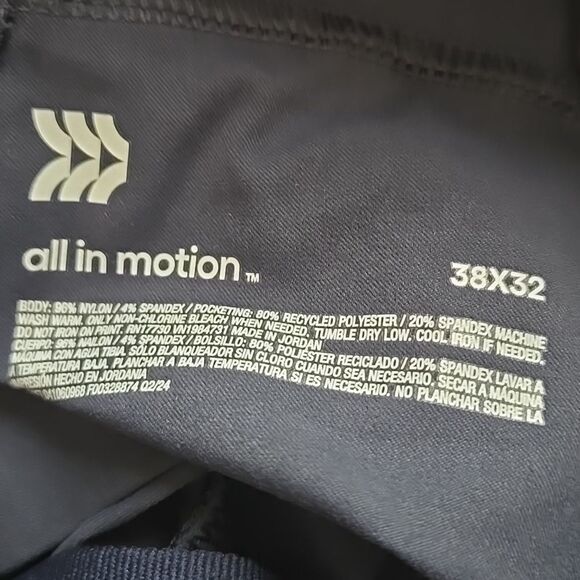 all in motion™
38X32
BODY: 96% NYLON / 4% SPANDEX / POCKETING: 80% RECYCLED POLYESTER / 20% SPANDEX MACHINE
WASH WARM. ONLY NON-CHLORINE BLEACH WHEN NEEDED. TUMBLE DRY LOW. COOL IRON IF NEEDED.
DO NOT IRON ON PRINT. RN17730 VN1984731 MADE IN JORDAN
CUERPO: 96% NAILON / 4% SPANDEX / BOLSILLO: 80% POLIÉSTER RECICLADO / 20% SPANDEX LAVAR A
MÁQUINA CON AGUA TIBIA. SÓLO BLANQUEADOR SIN CLORO CUANDO SEA NECESARIO. SECAR A MÁQUINA
A TEMPERATURA BAJA. PLANCHAR A BAJA TEMPERATURA SI ES NECESARIO. NO PLANCHAR SOBRE LA
HECHO EN JORDANIA
F00328874 Q2/24